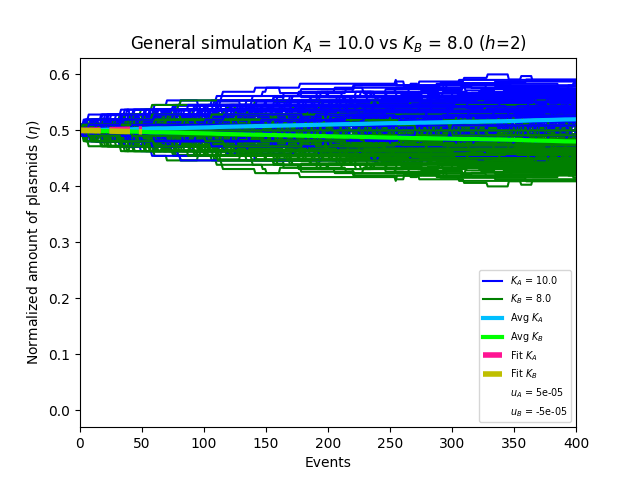 General simulation K_A = 10.0 vs K_B = 8.0 (h=2)
Normalized amount of plasmids (η)
0.6
0.5
0.4
0.3
0.2
0.1
0.0
K_A = 10.0
K_B = 8.0
Avg K_A
Avg K_B
Fit K_A
Fit K_B
u_A = 5e-05
u_B = -5e-05
0 50 100 150 200 250 300 350 400
Events